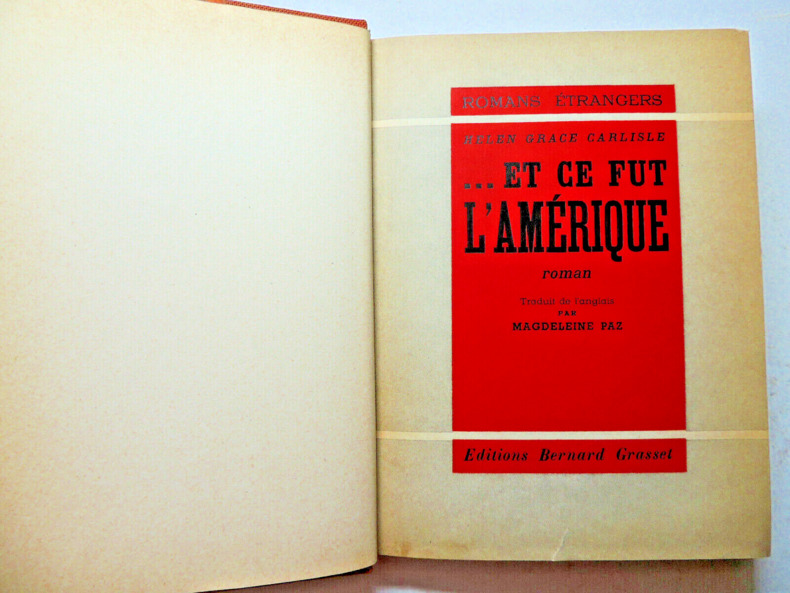 ROMANS ÉTRANGERS
HELEN GRACE CARLISLE
... ET CE FUT
L'AMÉRIQUE
roman
Traduit de l'anglais
PAR
MAGDELEINE PAZ
Editions Bernard Grasset